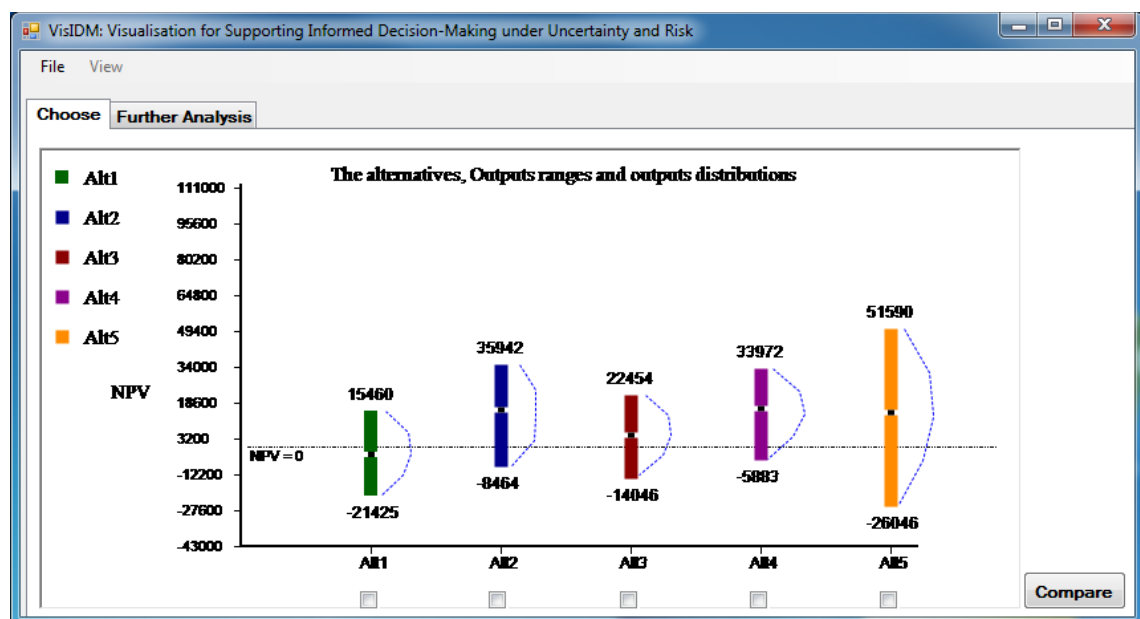 VisIDM: Visualisation for Supporting Informed Decision-Making under Uncertainty and Risk
File View
Choose Further Analysis
The alternatives, Outputs ranges and outputs distributions
Alt1
Alt2
Alt3
Alt4
Alt5
NPV
111000
95600
80200
64800
49400
34000
18600
3200
-12200
-27600
-43000
NPV = 0
15460
-21425
35942
-8464
22454
-14046
33972
-5883
51590
-26046
Alt1 Alt2 Alt3 Alt4 Alt5
Compare